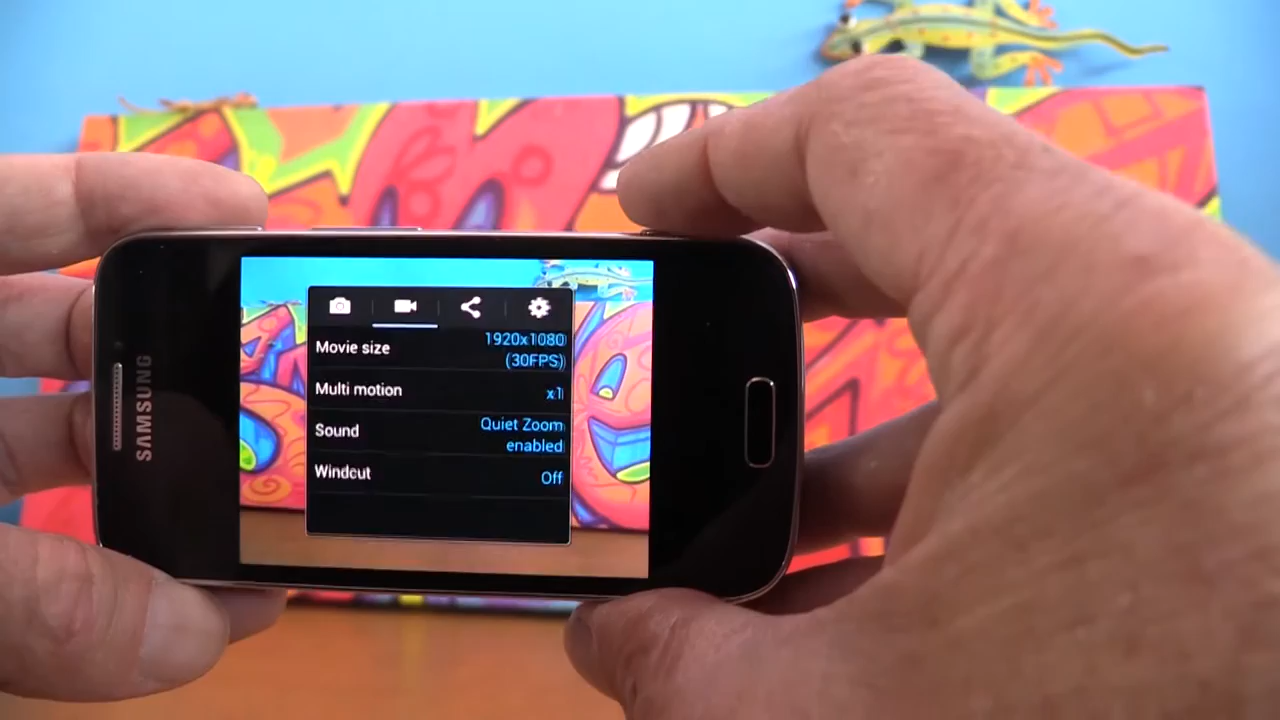 SAMSUNG
Movie size
1920x1080
(30FPS)
Multi motion
x1
Sound
Quiet Zoom
enabled
Windcut
Off